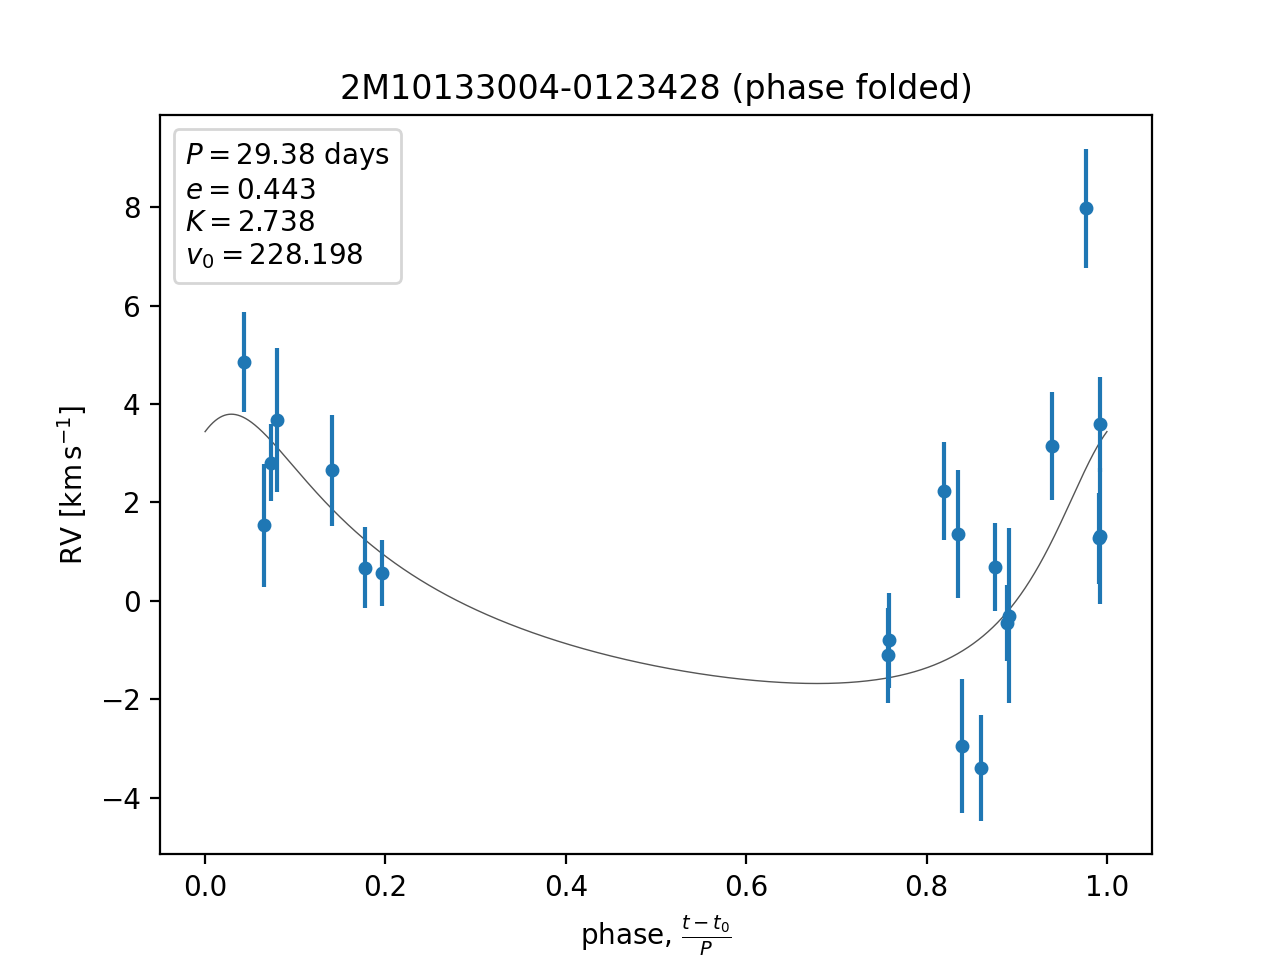 2M10133004-0123428 (phase folded)
P = 29.38 days
e = 0.443
K = 2.738
v₀ = 228.198
8
6
4
2
0
−2
−4
RV [km s⁻¹]
0.0 0.2 0.4 0.6 0.8 1.0
phase, (t − t₀)/P